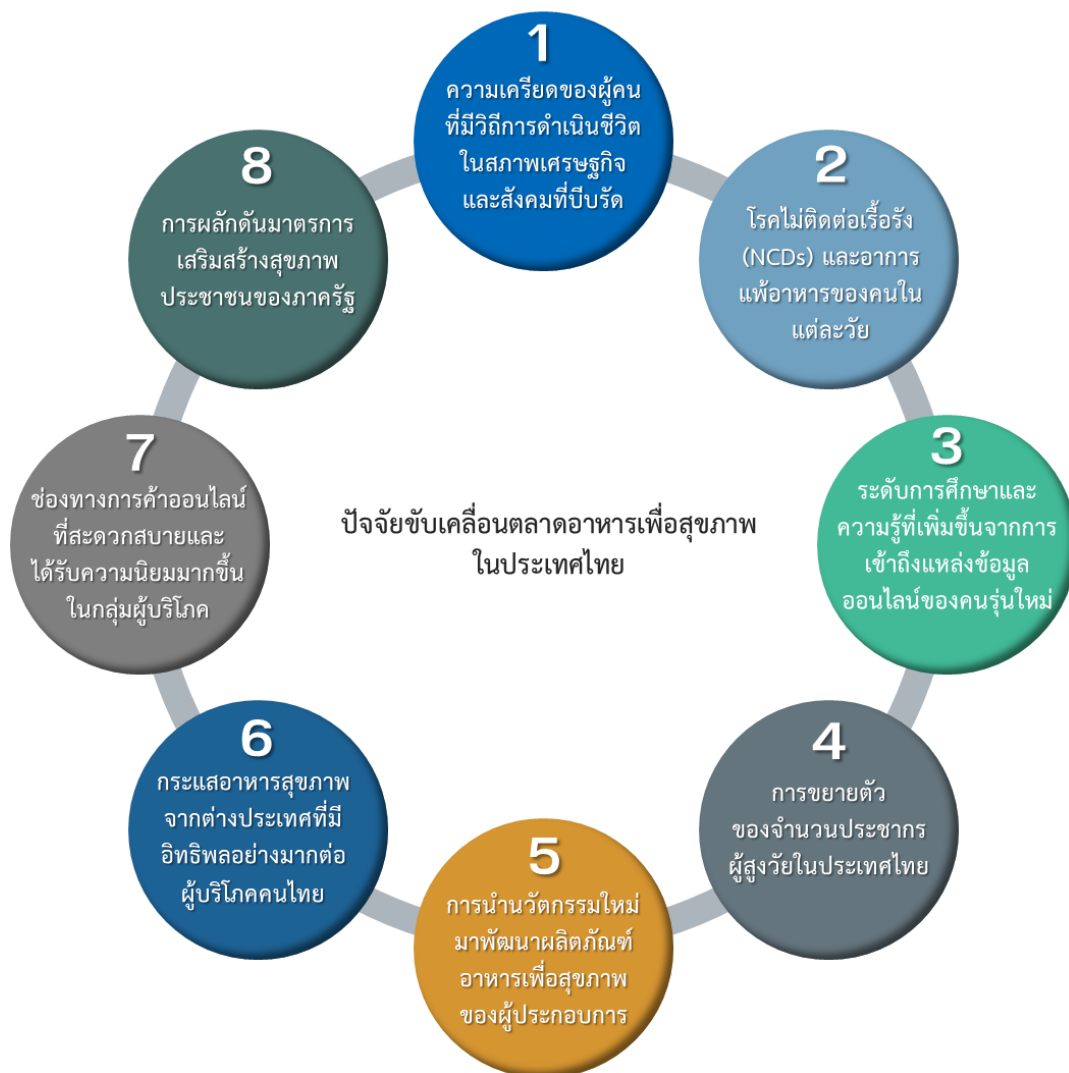 1
ความเครียดของผู้คน
ที่มีวิถีการดำเนินชีวิต
ในสภาพเศรษฐกิจ
และสังคมที่บีบรัด
2
โรคไม่ติดต่อเรื้อรัง
(NCDs) และอาการ
แพ้อาหารของคนใน
แต่ละวัย
3
ระดับการศึกษาและ
ความรู้ที่เพิ่มขึ้นจากการ
เข้าถึงแหล่งข้อมูล
ออนไลน์ของคนรุ่นใหม่
4
การขยายตัว
ของจำนวนประชากร
ผู้สูงวัยในประเทศไทย
5
การนำนวัตกรรมใหม่
มาพัฒนาผลิตภัณฑ์
อาหารเพื่อสุขภาพ
ของผู้ประกอบการ
6
กระแสอาหารสุขภาพ
จากต่างประเทศที่มี
อิทธิพลอย่างมากต่อ
ผู้บริโภคคนไทย
7
ช่องทางการค้าออนไลน์
ที่สะดวกสบายและ
ได้รับความนิยมมากขึ้น
ในกลุ่มผู้บริโภค
8
การผลักดันมาตรการ
เสริมสร้างสุขภาพ
ประชาชนของภาครัฐ
ปัจจัยขับเคลื่อนตลาดอาหารเพื่อสุขภาพ
ในประเทศไทย